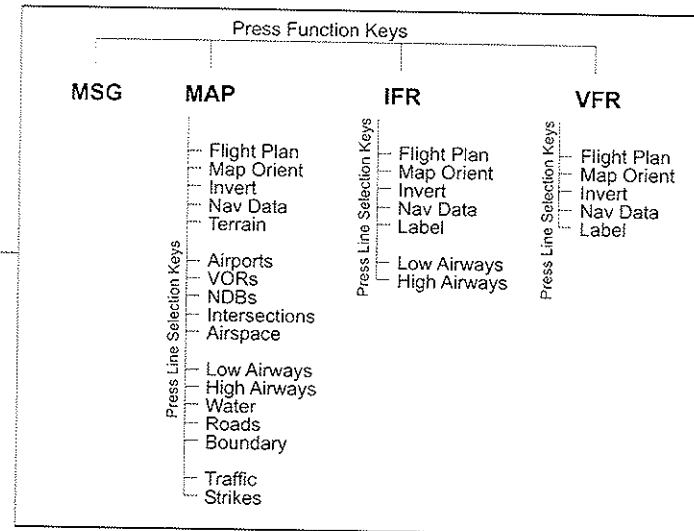 Press Function Keys
MSG
MAP
IFR
VFR
Press Line Selection Keys
Flight Plan
Map Orient
Invert
Nav Data
Terrain
Airports
VORs
NDBs
Intersections
Airspace
Low Airways
High Airways
Water
Roads
Boundary
Traffic
Strikes
Press Line Selection Keys
Flight Plan
Map Orient
Invert
Nav Data
Label
Low Airways
High Airways
Press Line Selection Keys
Flight Plan
Map Orient
Invert
Nav Data
Label